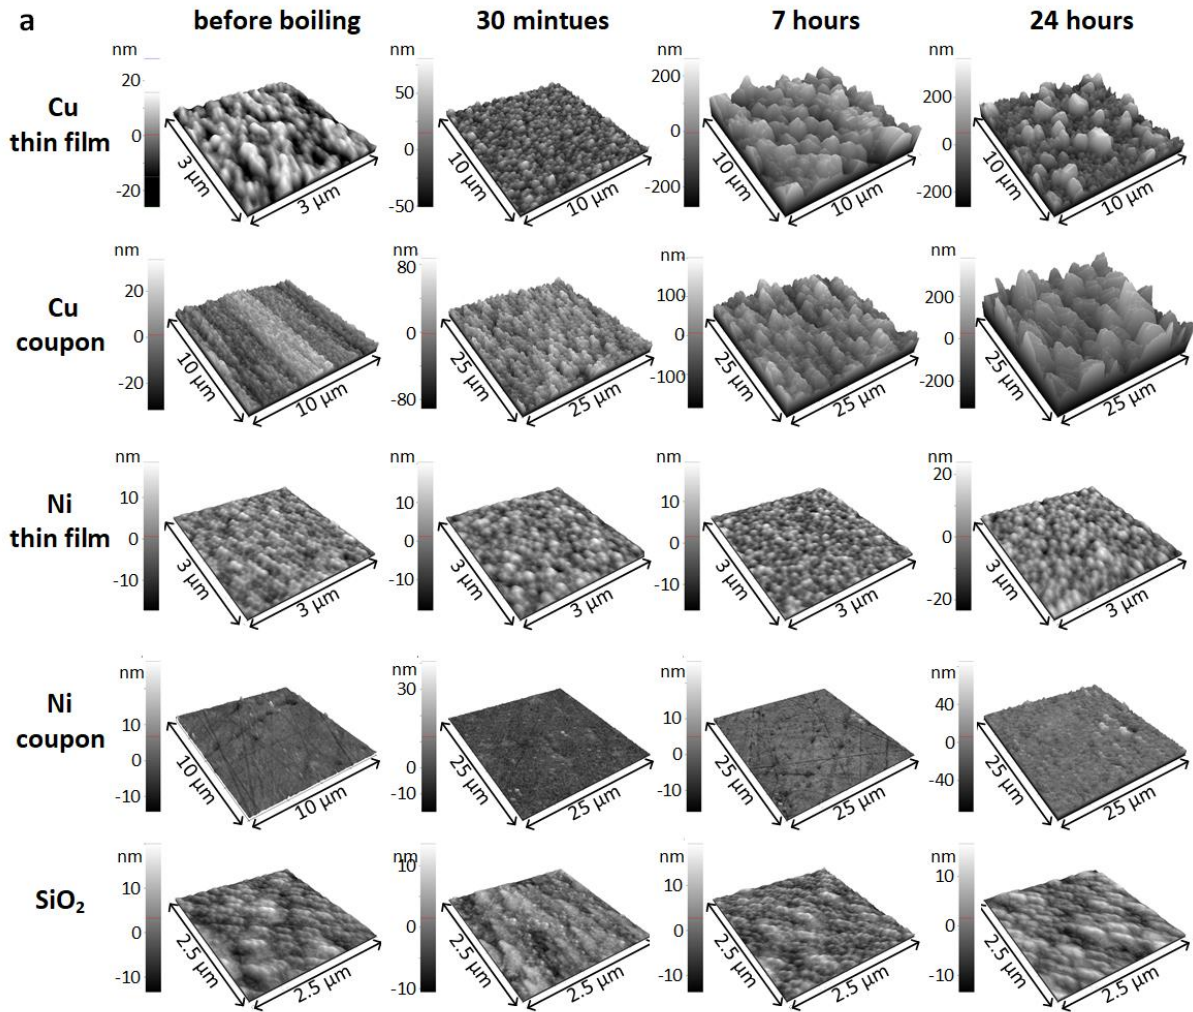 a
before boiling 30 mintues 7 hours 24 hours
Cu
thin film
nm
20
0
-20
3 µm
3 µm
nm
50
0
-50
10 µm
10 µm
nm
200
0
-200
10 µm
10 µm
nm
200
0
-200
10 µm
10 µm
Cu
coupon
nm
20
0
-20
10 µm
10 µm
nm
80
0
-80
25 µm
25 µm
nm
100
0
-100
25 µm
25 µm
nm
200
0
-200
25 µm
25 µm
Ni
thin film
nm
10
0
-10
3 µm
3 µm
nm
10
0
-10
3 µm
3 µm
nm
10
0
-10
3 µm
3 µm
nm
20
0
-20
3 µm
3 µm
Ni
coupon
nm
10
0
-10
10 µm
10 µm
nm
30
0
-10
25 µm
25 µm
nm
10
0
-10
25 µm
25 µm
nm
40
0
-40
25 µm
25 µm
SiO₂
nm
10
0
-10
2.5 µm
2.5 µm
nm
10
0
-10
2.5 µm
2.5 µm
nm
10
0
-10
2.5 µm
2.5 µm
nm
10
0
-10
2.5 µm
2.5 µm